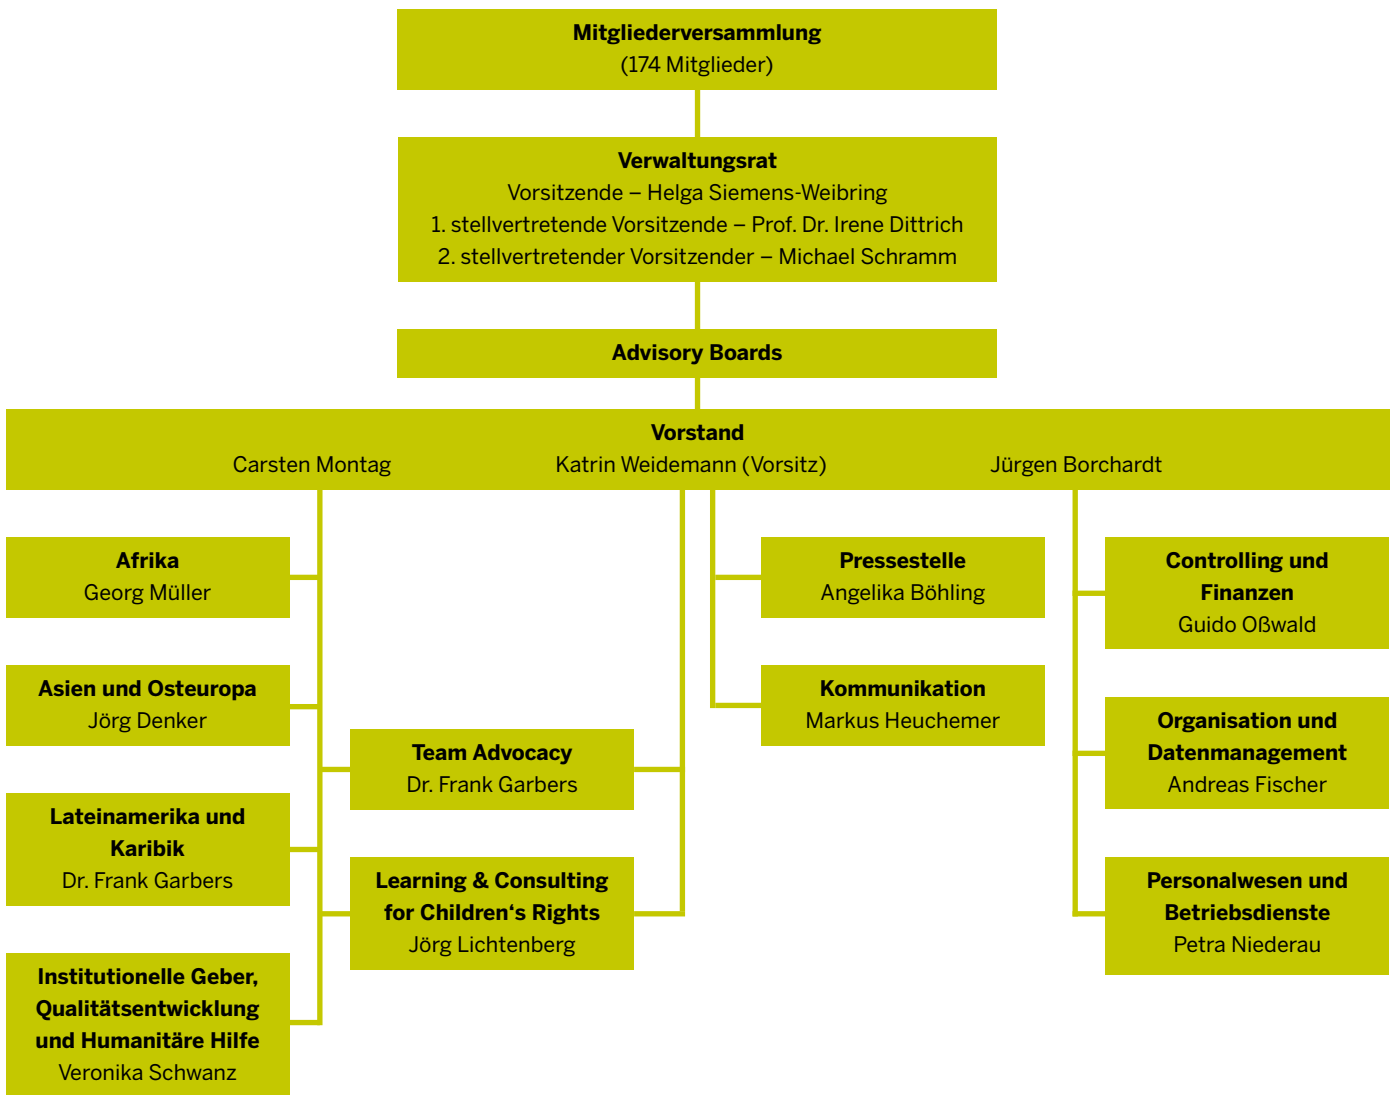 Mitgliederversammlung
(174 Mitglieder)
Verwaltungsrat
Vorsitzende – Helga Siemens-Weibring
1. stellvertretende Vorsitzende – Prof. Dr. Irene Dittrich
2. stellvertretender Vorsitzender – Michael Schramm
Advisory Boards
Vorstand
Carsten Montag
Katrin Weidemann (Vorsitz)
Jürgen Borchardt
Afrika
Georg Müller
Asien und Osteuropa
Jörg Denker
Lateinamerika und
Karibik
Dr. Frank Garbers
Institutionelle Geber,
Qualitätsentwicklung
und Humanitäre Hilfe
Veronika Schwanz
Team Advocacy
Dr. Frank Garbers
Learning & Consulting
for Children‘s Rights
Jörg Lichtenberg
Pressestelle
Angelika Böhling
Kommunikation
Markus Heuchemer
Controlling und
Finanzen
Guido Oßwald
Organisation und
Datenmanagement
Andreas Fischer
Personalwesen und
Betriebsdienste
Petra Niederau